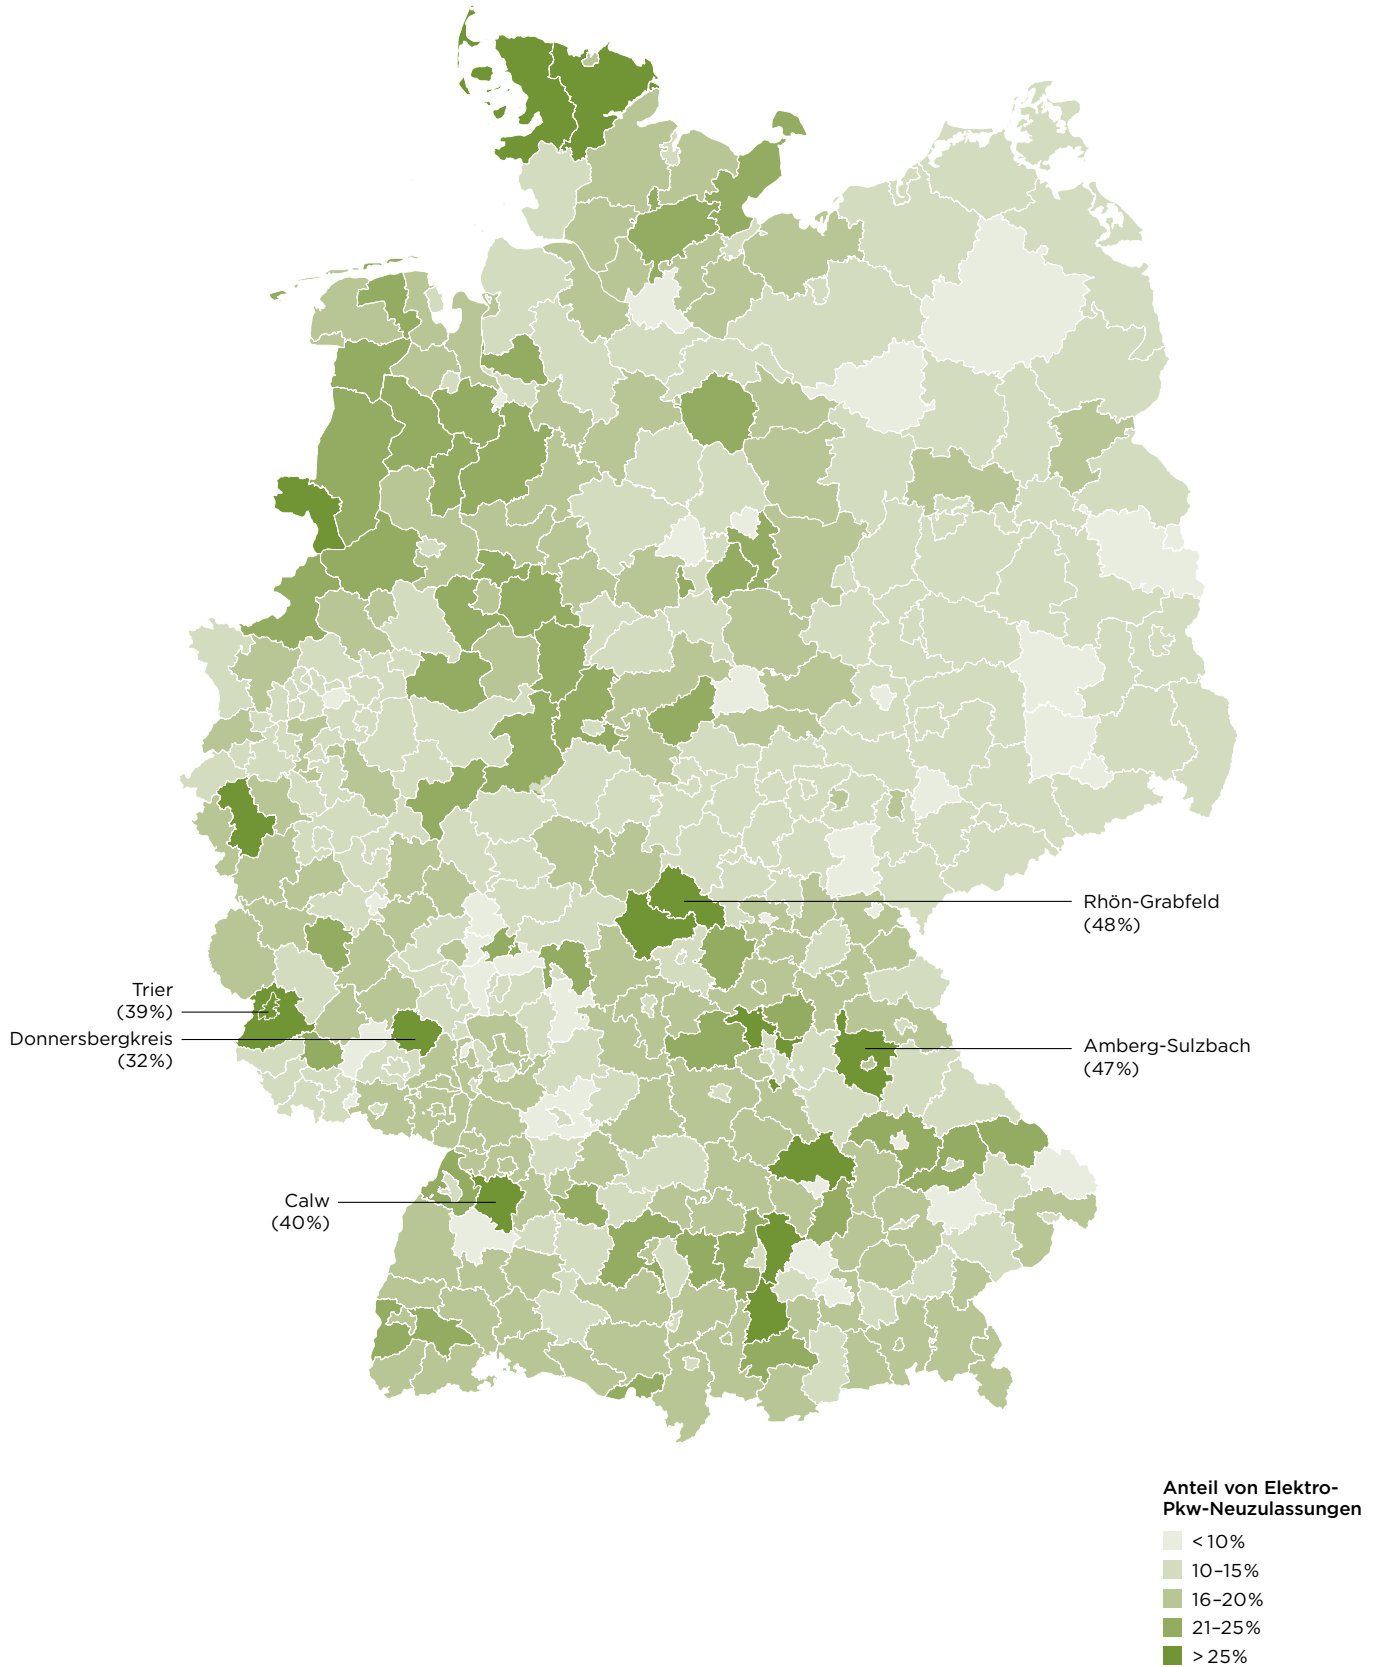 Rhön-Grabfeld
(48%)
Trier
(39%)
Donnersbergkreis
(32%)
Amberg-Sulzbach
(47%)
Calw
(40%)
Anteil von Elektro-
Pkw-Neuzulassungen
< 10%
10–15%
16–20%
21–25%
> 25%